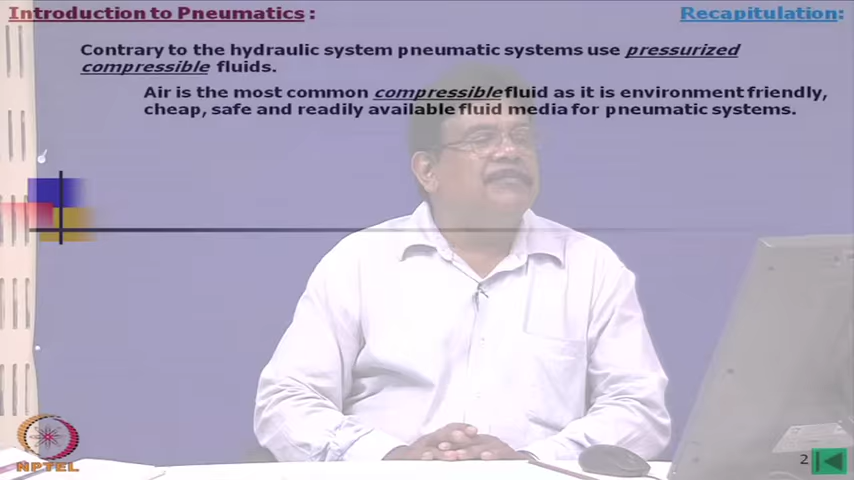 Introduction to Pneumatics :
Recapitulation:
Contrary to the hydraulic system pneumatic systems use pressurized
compressible fluids.
Air is the most common compressible fluid as it is environment friendly,
cheap, safe and readily available fluid media for pneumatic systems.
NPTEL
2